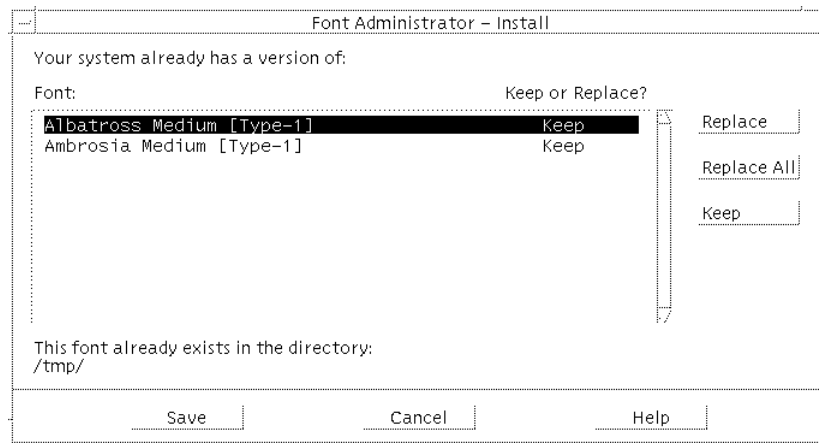 Font Administrator – Install
Your system already has a version of:
Font: Keep or Replace?
Albatross Medium [Type-1] Keep
Ambrosia Medium [Type-1] Keep
Replace
Replace All
Keep
This font already exists in the directory:
/tmp/
Save Cancel Help